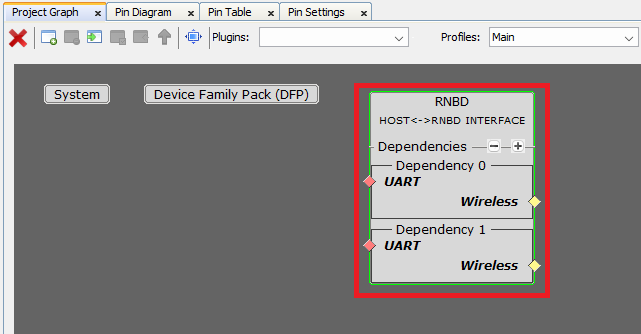 Project Graph x Pin Diagram x Pin Table x Pin Settings x
Plugins: Profiles: Main
System Device Family Pack (DFP) RNBD
HOST<->RNBD INTERFACE
Dependencies - +
Dependency 0
UART
Wireless
Dependency 1
UART
Wireless